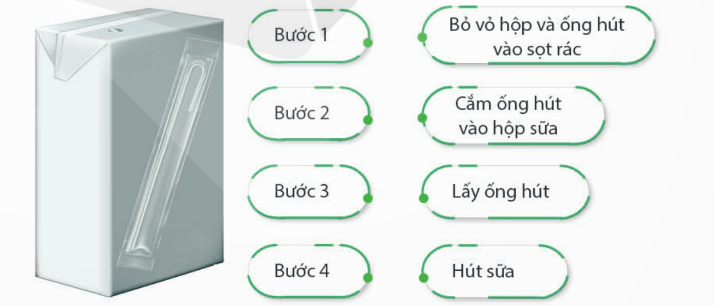 Bước 1
Bỏ vỏ hộp và ống hút
vào sọt rác
Bước 2
Cắm ống hút
vào hộp sữa
Bước 3
Lấy ống hút
Bước 4
Hút sữa